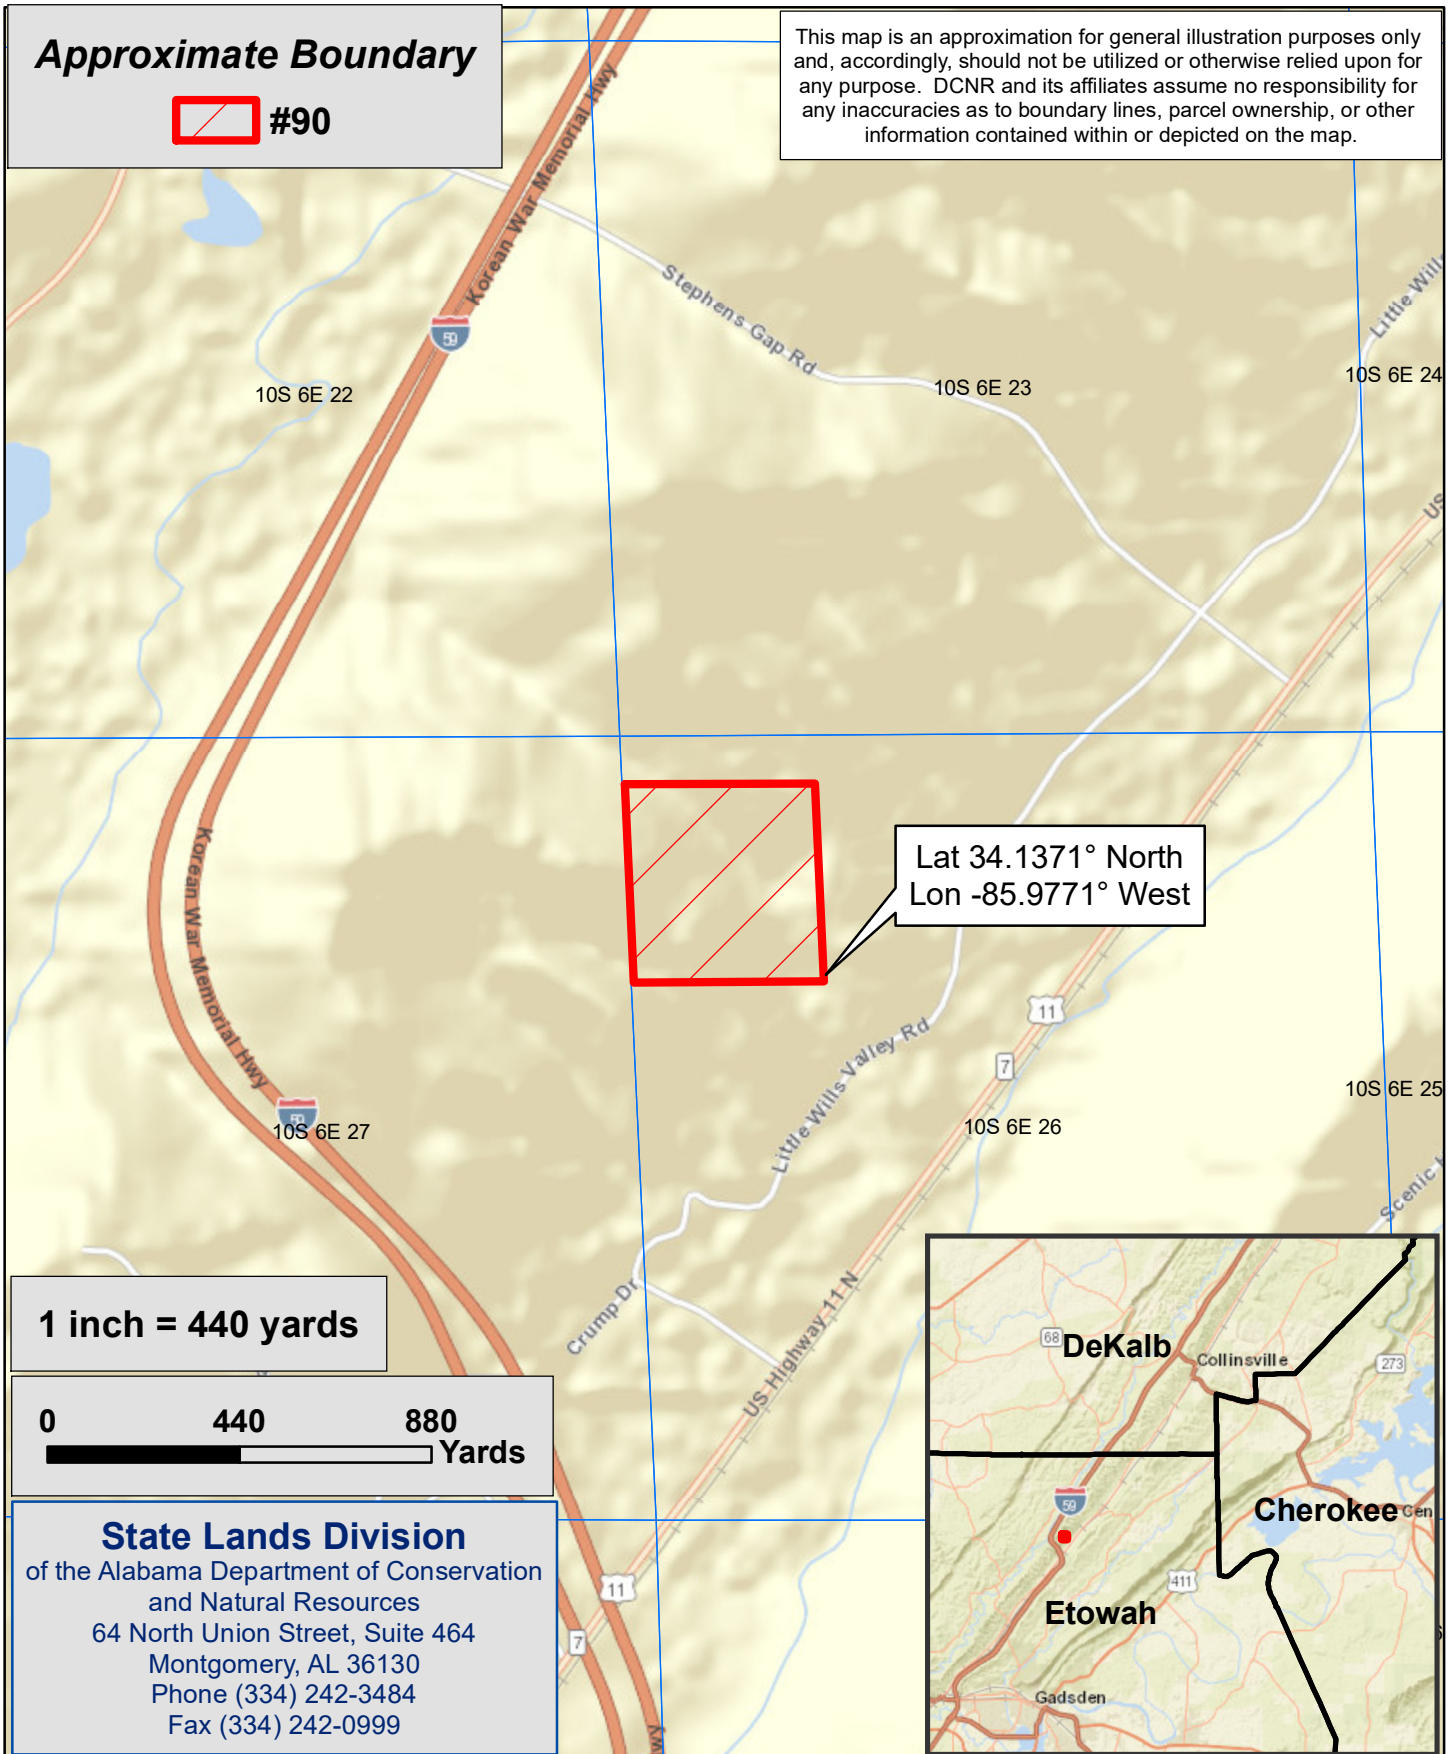 Approximate Boundary
#90
This map is an approximation for general illustration purposes only
and, accordingly, should not be utilized or otherwise relied upon for
any purpose.  DCNR and its affiliates assume no responsibility for
any inaccuracies as to boundary lines, parcel ownership, or other
information contained within or depicted on the map.
Korean War Memorial Hwy
Stephens Gap Rd
Little Will
59
10S 6E 22
10S 6E 23
10S 6E 24
US
Korean War Memorial Hwy
Lat 34.1371° North
Lon -85.9771° West
11
7
Little Wills Valley Rd
59
10S 6E 27
10S 6E 26
10S 6E 25
Scenic
Crump Dr
US Highway 11 N
1 inch = 440 yards
0 440 880
Yards
State Lands Division
of the Alabama Department of Conservation
and Natural Resources
64 North Union Street, Suite 464
Montgomery, AL 36130
Phone (334) 242-3484
Fax (334) 242-0999
11
7
wy
68
DeKalb
Collinsville
273
59
Cherokee
Cen
411
Etowah
Gadsden